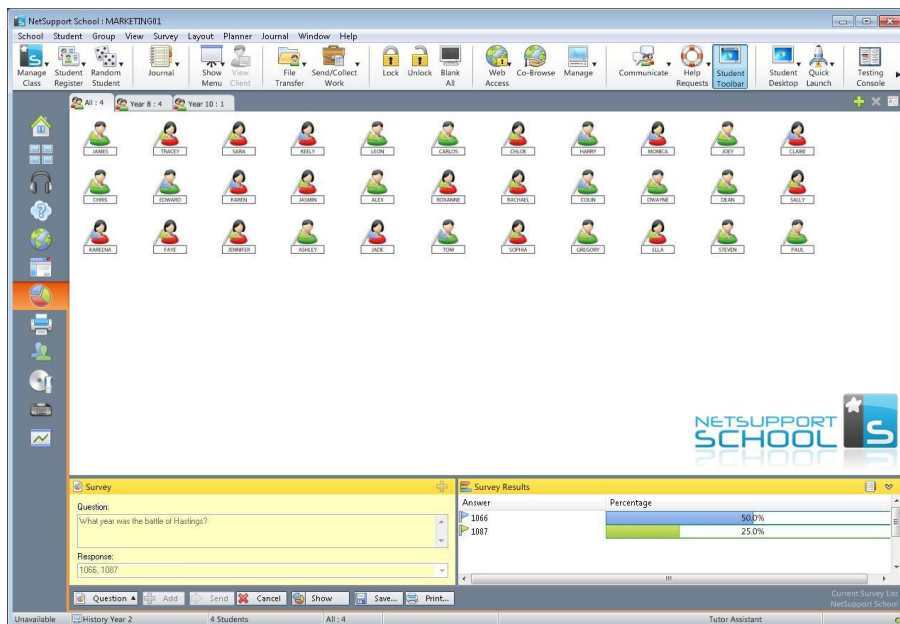 NetSupport School : MARKETING01
School Student Group View Survey Layout Planner Journal Window Help
Manage Class Student Register Random Student Journal Show Menu View Client File Transfer Send/Collect Work Lock Unlock Blank All Web Access Co-Browse Manage Communicate Help Requests Student Toolbar Student Desktop Quick Launch Testing Console
All : 4 Year 8 : 4 Year 10 : 1
JAMES TRACEY SARA KEELY LEON CARLOS CHLOE HARRY MONICA JOEY CLAIRE
CHRIS EDWARD KAREN JASMIN ALEX ROXANNE RACHAEL COLIN DWAYNE DEAN SALLY
KAREENA FAYE JENNIFER ASHLEY JADE TOM SOPHIA GREGORY ELLA STEVEN PAUL
NETSUPPORT
SCHOOL
Survey
Question:
What year was the battle of Hastings?
Response:
1066, 1087
Survey Results
Answer Percentage
1066 50.0%
1087 25.0%
Question Add Send Cancel Show Save... Print...
Current Survey List
NetSupport School
Unavailable History Year 2 4 Students All : 4 Tutor Assistant